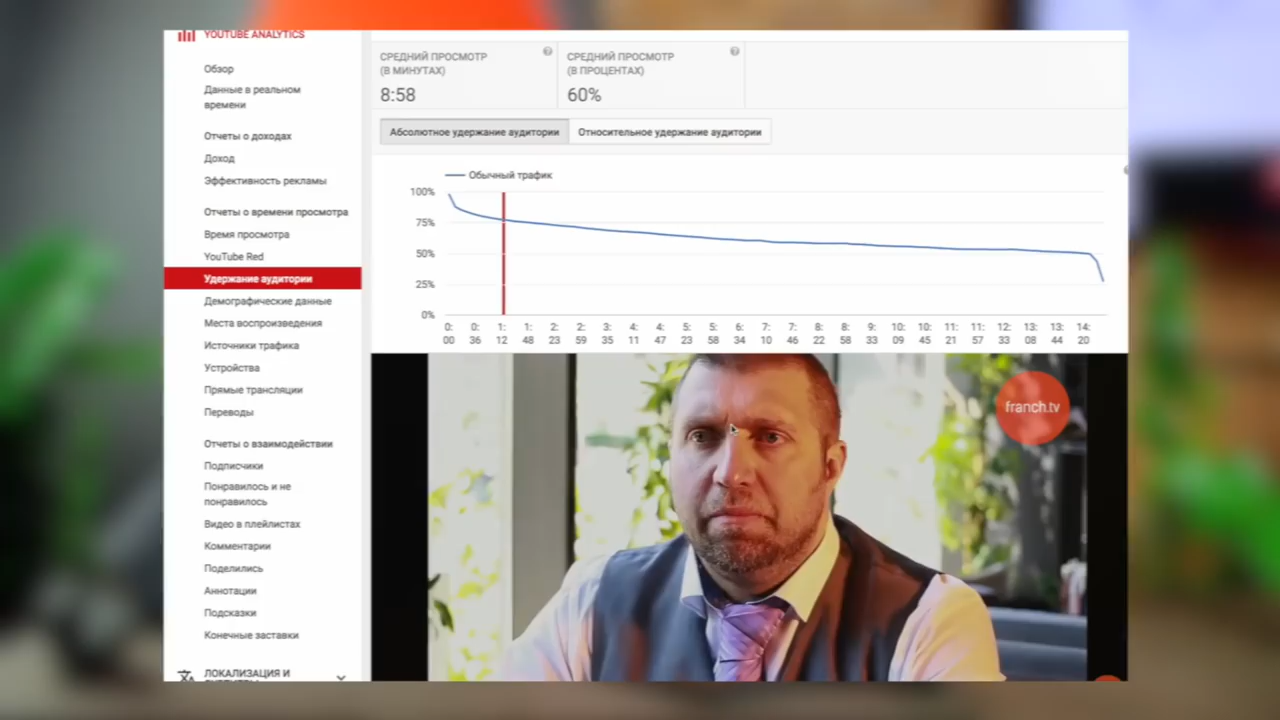 YOUTUBE ANALYTICS
Обзор
Данные в реальном
времени
Отчеты о доходах
Доход
Эффективность рекламы
Отчеты о времени просмотра
Время просмотра
YouTube Red
Удержание аудитории
Демографические данные
Места воспроизведения
Источники трафика
Устройства
Прямые трансляции
Переводы
Отчеты о взаимодействии
Подписчики
Понравилось и не
понравилось
Видео в плейлистах
Комментарии
Поделились
Аннотации
Подсказки
Конечные заставки
ЛОКАЛИЗАЦИЯ И
СРЕДНИЙ ПРОСМОТР
(В МИНУТАХ)
8:58
СРЕДНИЙ ПРОСМОТР
(В ПРОЦЕНТАХ)
60%
Абсолютное удержание аудитории
Относительное удержание аудитории
Обычный трафик
100%
75%
50%
25%
0%
0: 0: 1: 1: 2: 2: 3: 4: 4: 5: 5: 6: 7: 7: 8: 8: 9: 10: 10: 11: 11: 12: 13: 13: 14:
00 36 12 48 23 59 35 11 47 23 58 34 10 46 22 58 33 09 45 21 57 33 08 44 20
franch.tv